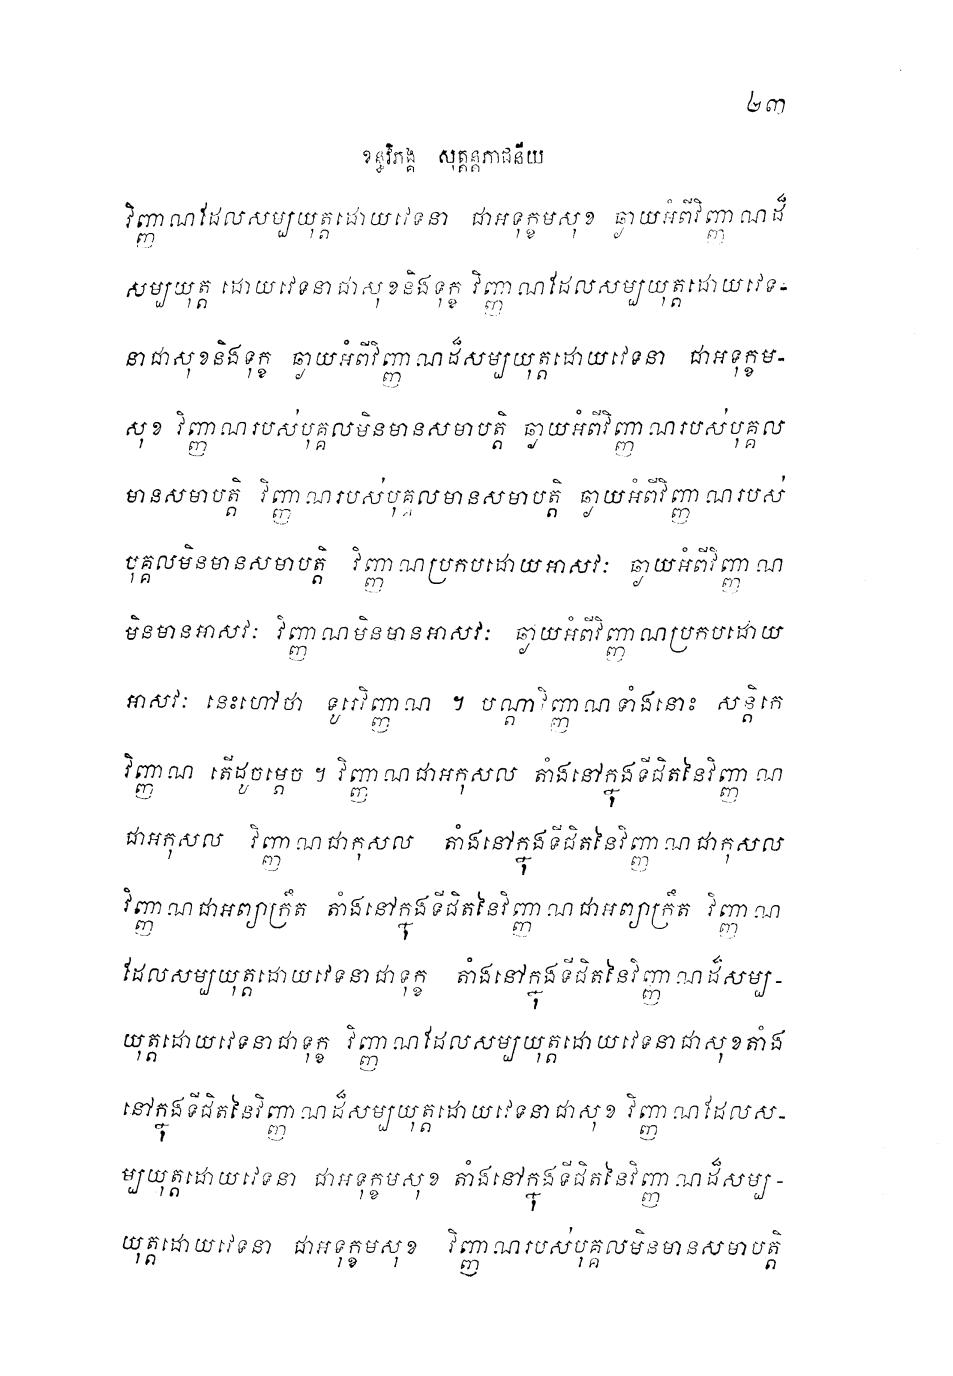 ៤៣
ខន្ធវិភង្គ សុត្តន្តភាជនីយ
វិញ្ញាណដែលសម្បយុត្តដោយវេទនា ជាអទុក្ខមសុខ ឆ្ងាយអំពីវិញ្ញាណដ៏
សម្បយុត្ត ដោយវេទនាជាសុខនិងទុក្ខ វិញ្ញាណដែលសម្បយុត្តដោយវេទ-
នាជាសុខនិងទុក្ខ ឆ្ងាយអំពីវិញ្ញាណដ៏សម្បយុត្តដោយវេទនា ជាអទុក្ខម-
សុខ វិញ្ញាណរបស់បុគ្គលមិនមានសមាបត្តិ ឆ្ងាយអំពីវិញ្ញាណរបស់បុគ្គល
មានសមាបត្តិ វិញ្ញាណរបស់បុគ្គលមានសមាបត្តិ ឆ្ងាយអំពីវិញ្ញាណរបស់
បុគ្គលមិនមានសមាបត្តិ វិញ្ញាណប្រកបដោយអាសវៈ ឆ្ងាយអំពីវិញ្ញាណ
មិនមានអាសវៈ វិញ្ញាណមិនមានអាសវៈ ឆ្ងាយអំពីវិញ្ញាណប្រកបដោយ
អាសវៈ នេះហៅថា ទូរេវិញ្ញាណ ។ បណ្តាវិញ្ញាណទាំងនោះ សន្តិកេ
វិញ្ញាណ តើដូចម្តេច ។ វិញ្ញាណជាអកុសល តាំងនៅក្នុងទីជិតនៃវិញ្ញាណ
ជាអកុសល វិញ្ញាណជាកុសល តាំងនៅក្នុងទីជិតនៃវិញ្ញាណជាកុសល
វិញ្ញាណជាអព្យាក្រឹត តាំងនៅក្នុងទីជិតនៃវិញ្ញាណជាអព្យាក្រឹត វិញ្ញាណ
ដែលសម្បយុត្តដោយវេទនាជាទុក្ខ តាំងនៅក្នុងទីជិតនៃវិញ្ញាណដ៏សម្ប-
យុត្តដោយវេទនាជាទុក្ខ វិញ្ញាណដែលសម្បយុត្តដោយវេទនាជាសុខតាំង
នៅក្នុងទីជិតនៃវិញ្ញាណដ៏សម្បយុត្តដោយវេទនាជាសុខ វិញ្ញាណដែលស-
ម្បយុត្តដោយវេទនា ជាអទុក្ខមសុខ តាំងនៅក្នុងទីជិតនៃវិញ្ញាណដ៏សម្ប-
យុត្តដោយវេទនា ជាអទុក្ខមសុខ វិញ្ញាណរបស់បុគ្គលមិនមានសមាបត្តិ